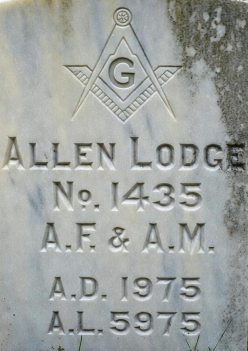 G
ALLEN LODGE
No. 1435
A.F. & A.M.
A.D. 1975
A.L. 5975